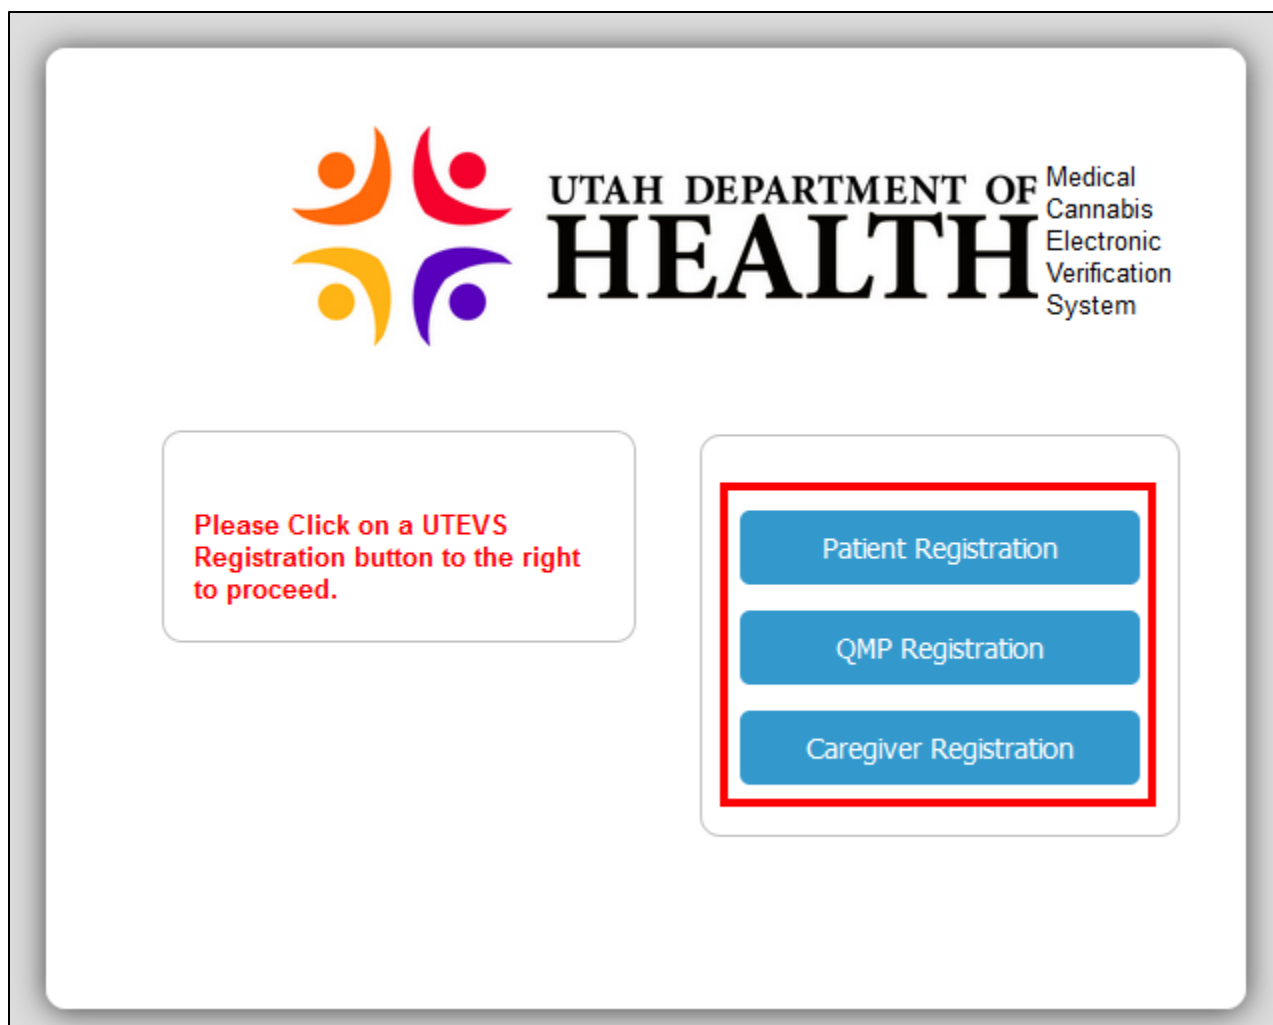 UTAH DEPARTMENT OF
HEALTH
Medical
Cannabis
Electronic
Verification
System
Please Click on a UTEVS
Registration button to the right
to proceed.
Patient Registration
QMP Registration
Caregiver Registration